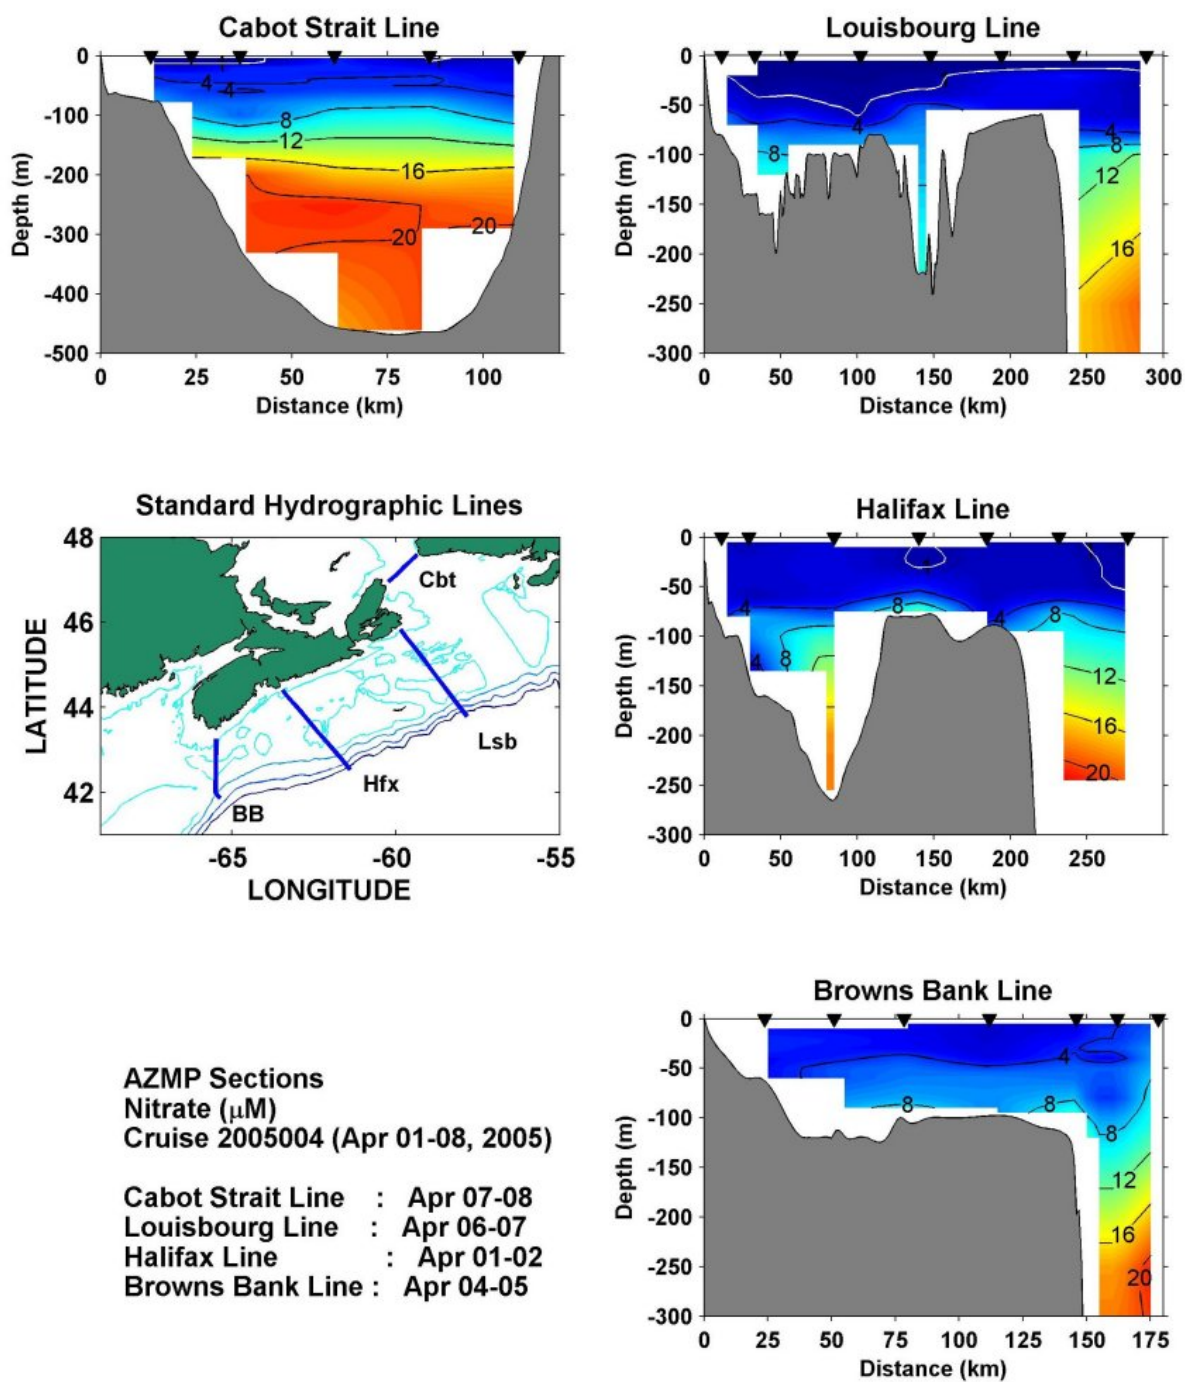 Cabot Strait Line
0
-100
-200
-300
-400
-500
Depth (m)
4
4
8
12
16
20
20
0 25 50 75 100
Distance (km)
Louisbourg Line
0
-50
-100
-150
-200
-250
-300
Depth (m)
4
8
4
8
12
16
0 50 100 150 200 250 300
Distance (km)
Standard Hydrographic Lines
48
46
44
42
LATITUDE
Cbt
Lsb
Hfx
BB
-65 -60 -55
LONGITUDE
Halifax Line
0
-50
-100
-150
-200
-250
-300
Depth (m)
4
8
4
8
4
8
12
16
20
0 50 100 150 200 250
Distance (km)
Browns Bank Line
0
-50
-100
-150
-200
-250
-300
Depth (m)
4
8
8
8
12
16
20
0 25 50 75 100 125 150 175
Distance (km)
AZMP Sections
Nitrate (μM)
Cruise 2005004 (Apr 01-08, 2005)
Cabot Strait Line : Apr 07-08
Louisbourg Line : Apr 06-07
Halifax Line : Apr 01-02
Browns Bank Line : Apr 04-05